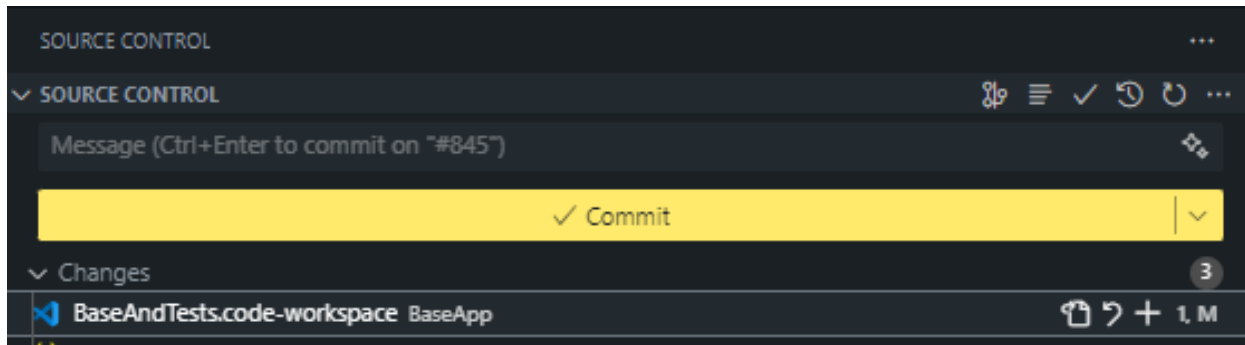 SOURCE CONTROL
SOURCE CONTROL
Message (Ctrl+Enter to commit on "#845")
Commit
Changes 3
BaseAndTests.code-workspace BaseApp 1, M